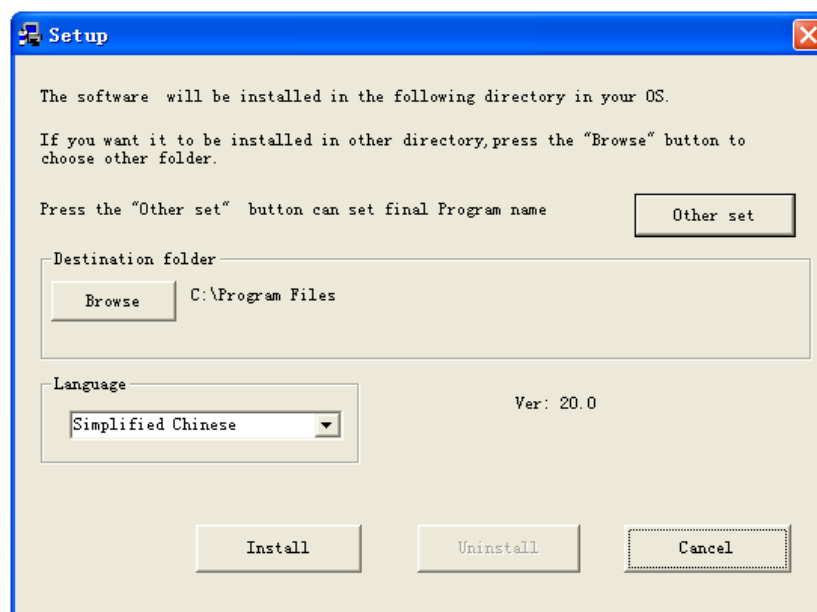 Setup
The software  will be installed in the following directory in your OS.
If you want it to be installed in other directory,press the "Browse" button to
choose other folder.
Press the "Other set"  button can set final Program name
Other set
Destination folder
Browse
C:\Program Files
Language
Simplified Chinese
Ver: 20.0
Install
Uninstall
Cancel